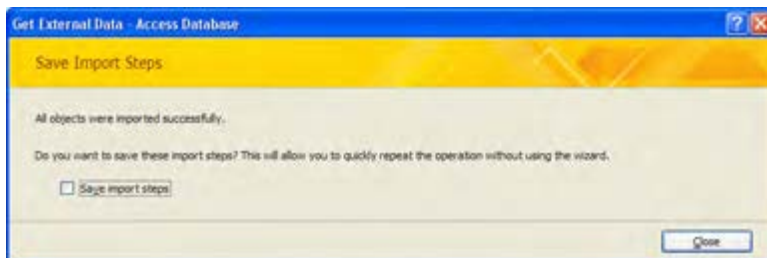 Get External Data - Access Database
Save Import Steps
All objects were imported successfully.
Do you want to save these import steps? This will allow you to quickly repeat the operation without using the wizard.
Save import steps
Close